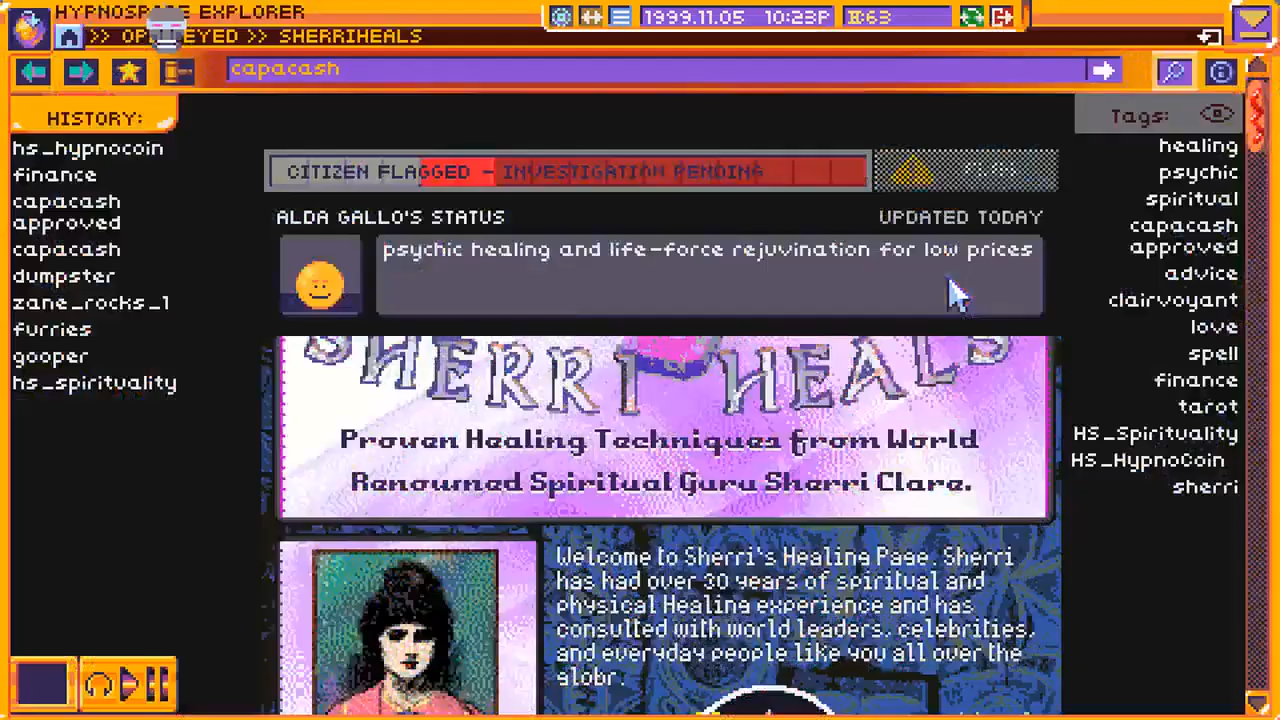 HYPNOSPACE EXPLORER
1999.11.05 10:23P
63
>> OPEN EYED >> SHERRIHEALS
capacash
HISTORY:
hs_hypnocoin
finance
capacash
approved
capacash
dumpster
zane_rocks_1
furries
gooper
hs_spirituality
CITIZEN FLAGGED - INVESTIGATION PENDING
ALDA GALLO'S STATUS
UPDATED TODAY
psychic healing and life-force rejuvination for low prices
SHERRI HEALS
Proven Healing Techniques from World
Renowned Spiritual Guru Sherri Clare.
Welcome to Sherri's Healing Page. Sherri
has had over 30 years of spiritual and
physical Healing experience and has
consulted with world leaders, celebrities,
and everyday people like you all over the
globr.
Tags:
healing
psychic
spiritual
capacash
approved
advice
clairvoyant
love
spell
finance
tarot
HS_Spirituality
HS_HypnoCoin
sherri